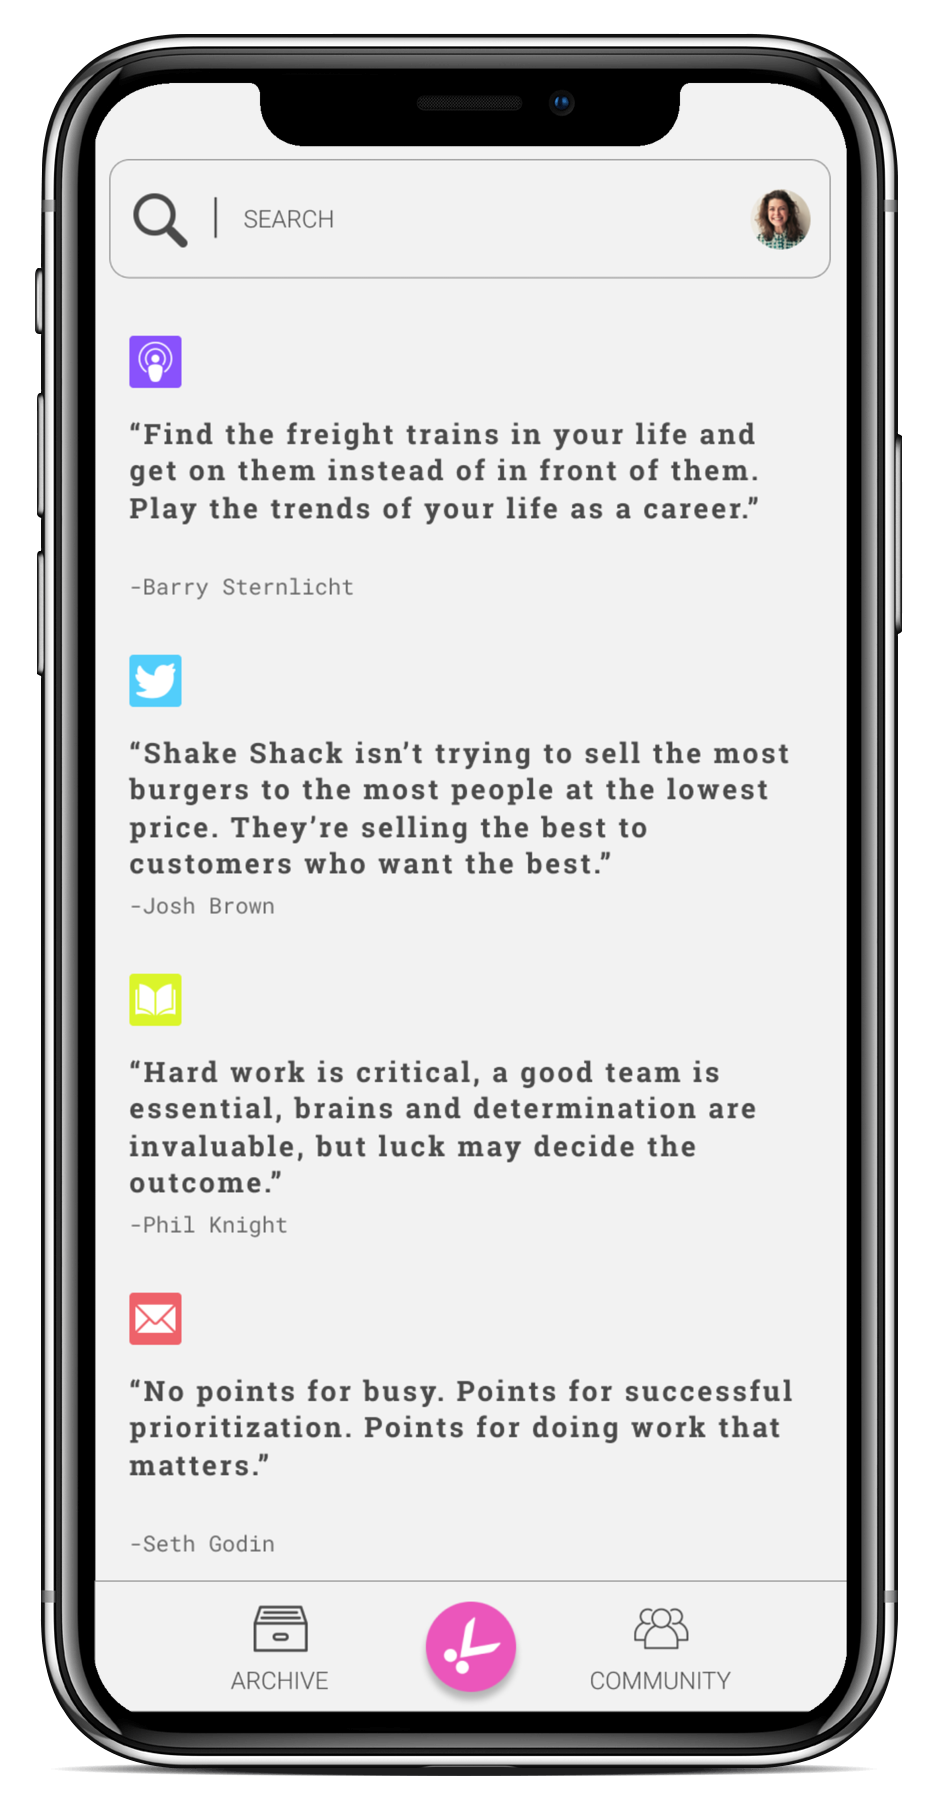 SEARCH
“Find the freight trains in your life and
get on them instead of in front of them.
Play the trends of your life as a career.”
-Barry Sternlicht
“Shake Shack isn’t trying to sell the most
burgers to the most people at the lowest
price. They’re selling the best to
customers who want the best.”
-Josh Brown
“Hard work is critical, a good team is
essential, brains and determination are
invaluable, but luck may decide the
outcome.”
-Phil Knight
“No points for busy. Points for successful
prioritization. Points for doing work that
matters.”
-Seth Godin
ARCHIVE
COMMUNITY